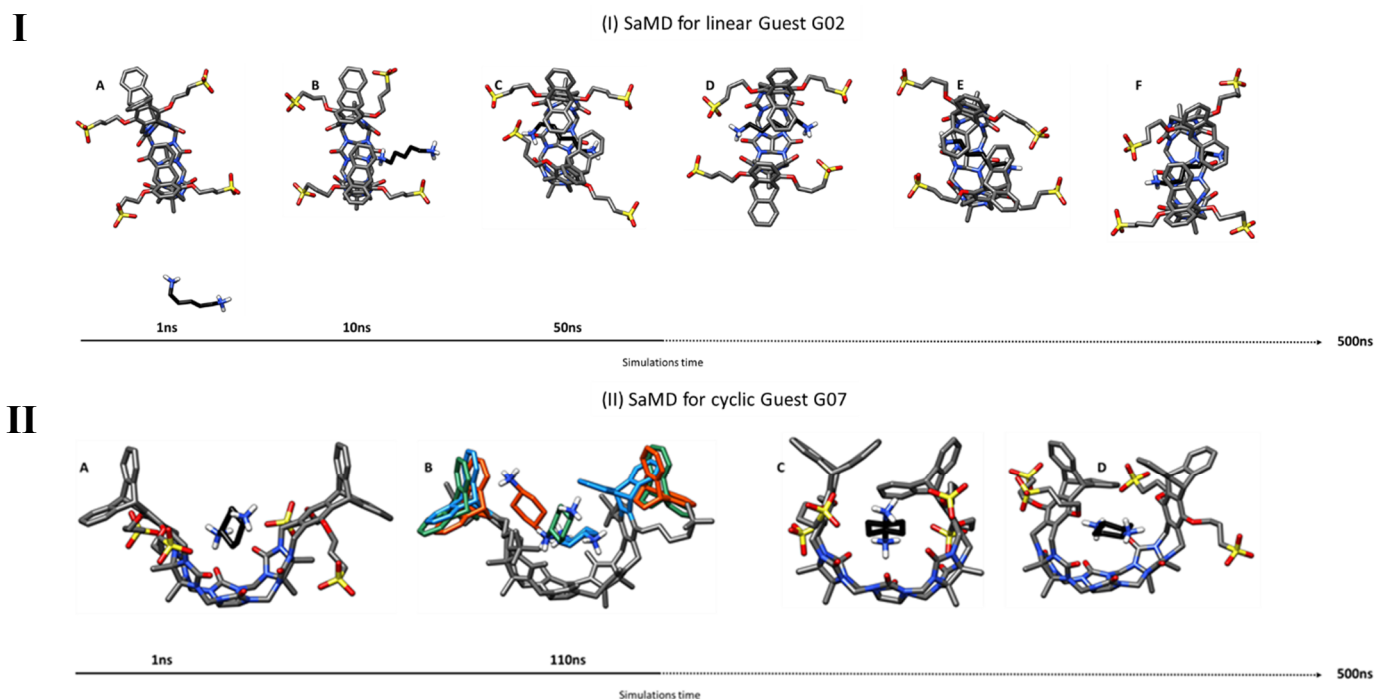 I
(I) SaMD for linear Guest G02
A
B
C
D
E
F
1ns
10ns
50ns
500ns
Simulations time
II
(II) SaMD for cyclic Guest G07
A
B
C
D
1ns
110ns
500ns
Simulations time